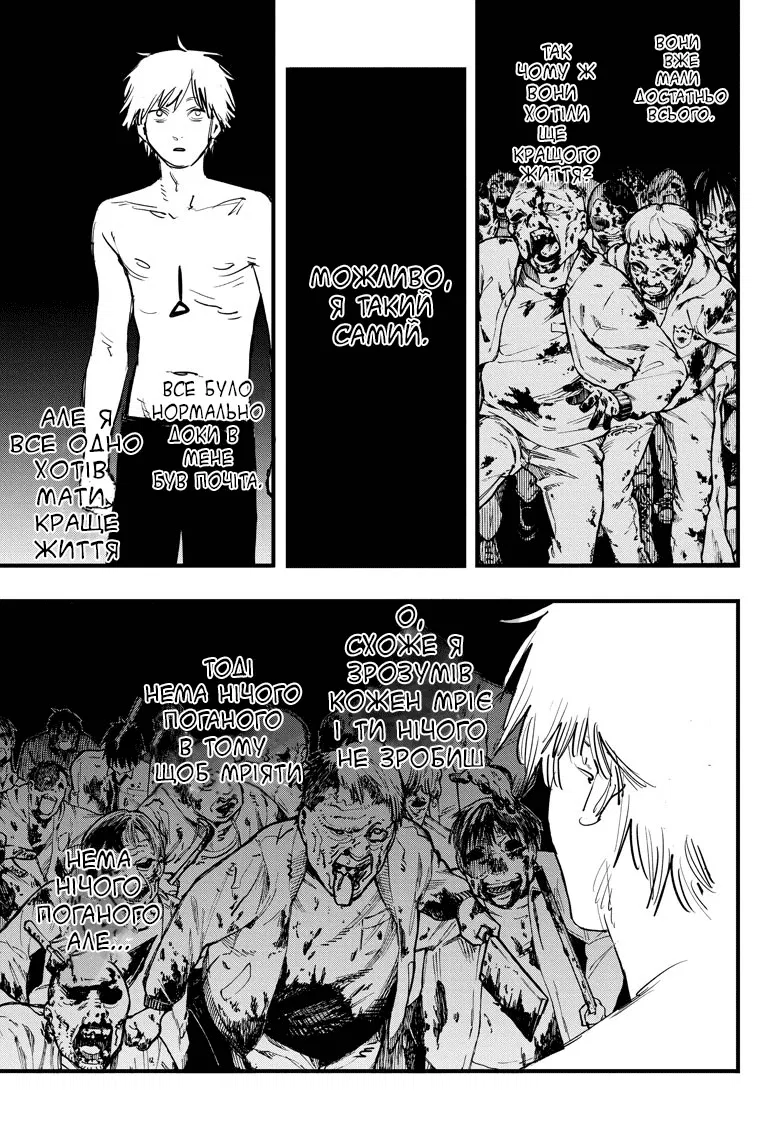 ВОНИ
ВЖЕ
МАЛИ
ДОСТАТНЬО
ВСЬОГО.
ТАК
ЧОМУ Ж
ВОНИ
ХОТІЛИ
ЩЕ
КРАЩОГО
ЖИТТЯ?
МОЖЛИВО,
Я ТАКИЙ
САМИЙ.
ВСЕ БУЛО
НОРМАЛЬНО
ДОКИ В
МЕНЕ
БУВ ПОЧІТА.
АЛЕ Я
ВСЕ ОДНО
ХОТІВ
МАТИ
КРАЩЕ
ЖИТТЯ
О,
СХОЖЕ Я
ЗРОЗУМІВ
КОЖЕН МРІЄ
І ТИ НІЧОГО
НЕ ЗРОБИШ
ТОДІ
НЕМА НІЧОГО
ПОГАНОГО
В ТОМУ
ЩОБ МРІЯТИ
НЕМА
НІЧОГО
ПОГАНОГО
АЛЕ...